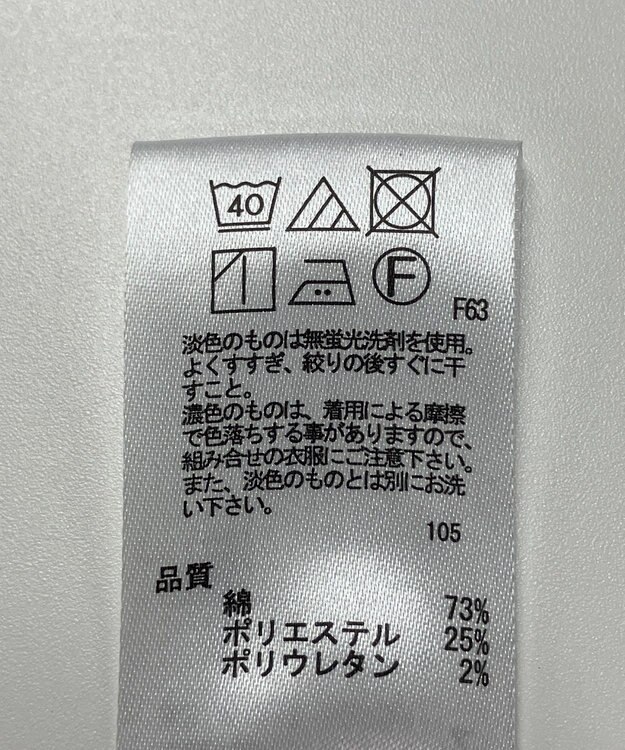 40
F
F63
淡色のものは無蛍光洗剤を使用。
よくすすぎ、絞りの後すぐに干
すこと。
濃色のものは、着用による摩擦
で色落ちする事がありますので、
組み合せの衣服にご注意下さい。
また、淡色のものとは別にお洗
い下さい。
105
品質
綿 73%
ポリエステル 25%
ポリウレタン 2%